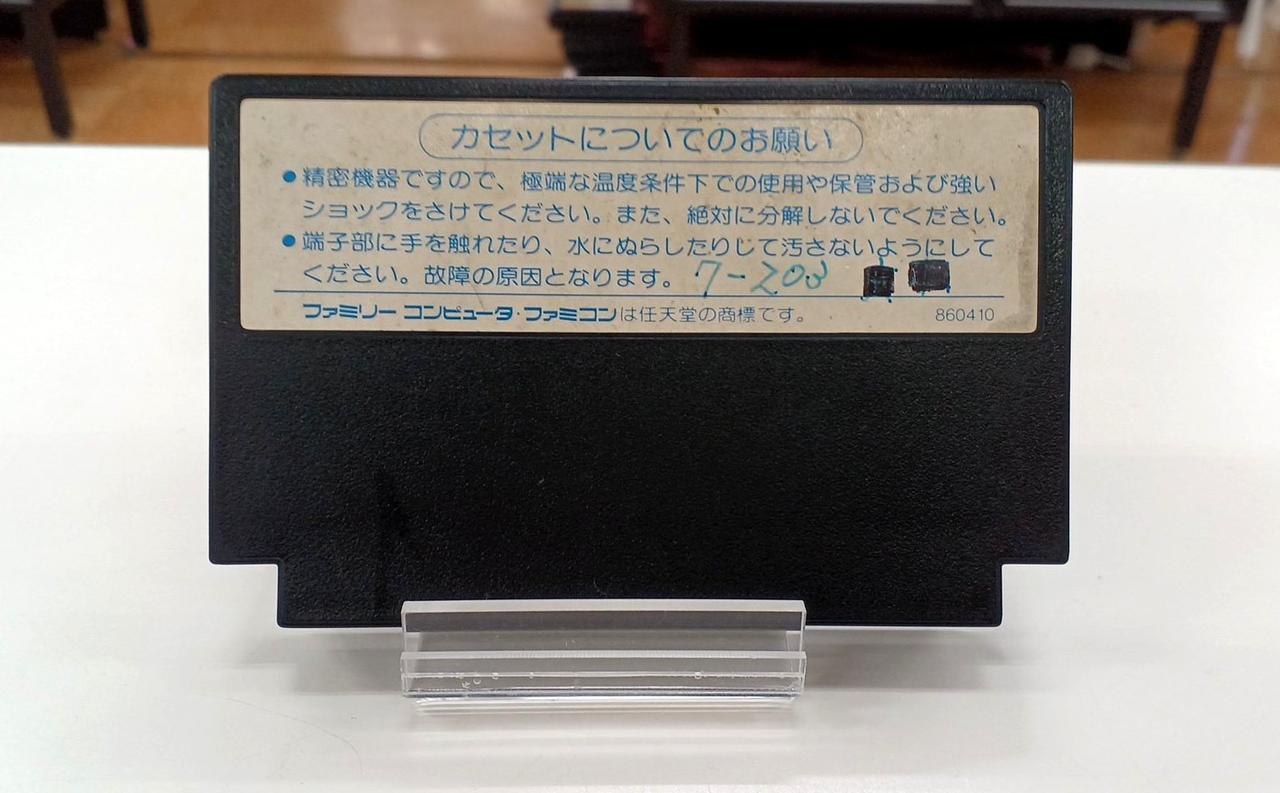 カセットについてのお願い
●精密機器ですので、極端な温度条件下での使用や保管および強い
ショックをさけてください。また、絶対に分解しないでください。
●端子部に手を触れたり、水にぬらしたりして汚さないようにして
ください。故障の原因となります。 7-203
ファミリー コンピュータ・ファミコンは任天堂の商標です。 860410